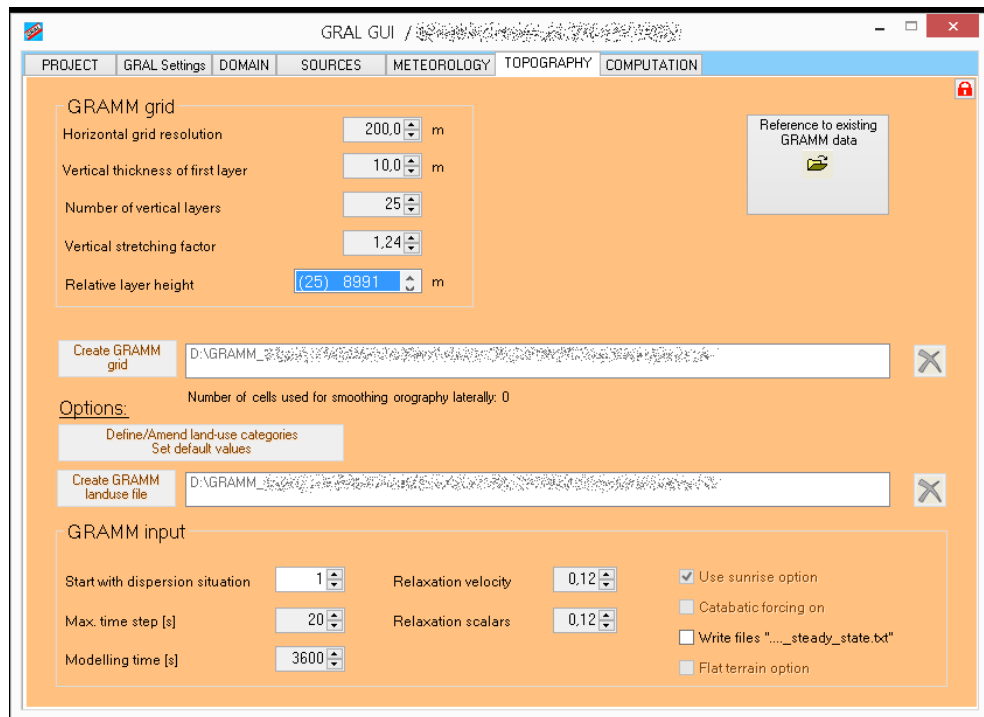 GRAL GUI /
PROJECT GRAL Settings DOMAIN SOURCES METEOROLOGY TOPOGRAPHY COMPUTATION
GRAMM grid
Horizontal grid resolution 200,0 m
Vertical thickness of first layer 10,0 m
Number of vertical layers 25
Vertical stretching factor 1,24
Relative layer height (25) 8991 m
Reference to existing
GRAMM data
Create GRAMM
grid
D:\GRAMM_
Number of cells used for smoothing orography laterally: 0
Options:
Define/Amend land-use categories
Set default values
Create GRAMM
landuse file
D:\GRAMM_
GRAMM input
Start with dispersion situation 1
Max. time step [s] 20
Modelling time [s] 3600
Relaxation velocity 0,12
Relaxation scalars 0,12
Use sunrise option
Catabatic forcing on
Write files "...._steady_state.txt"
Flat terrain option